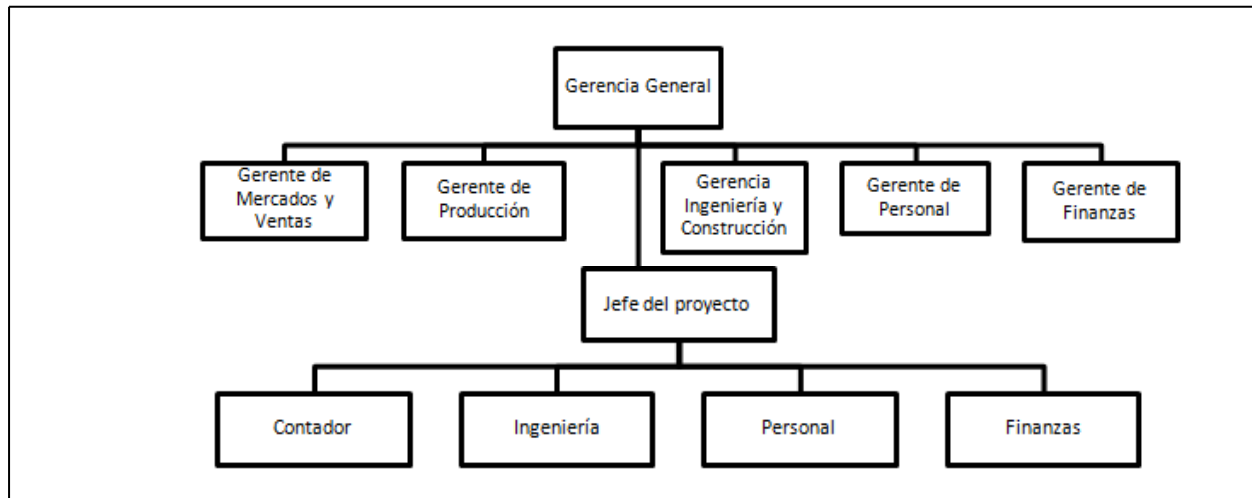 Gerencia General
Gerente de
Mercados y
Ventas
Gerente de
Producción
Gerencia
Ingeniería y
Construcción
Gerente de
Personal
Gerente de
Finanzas
Jefe del proyecto
Contador
Ingeniería
Personal
Finanzas